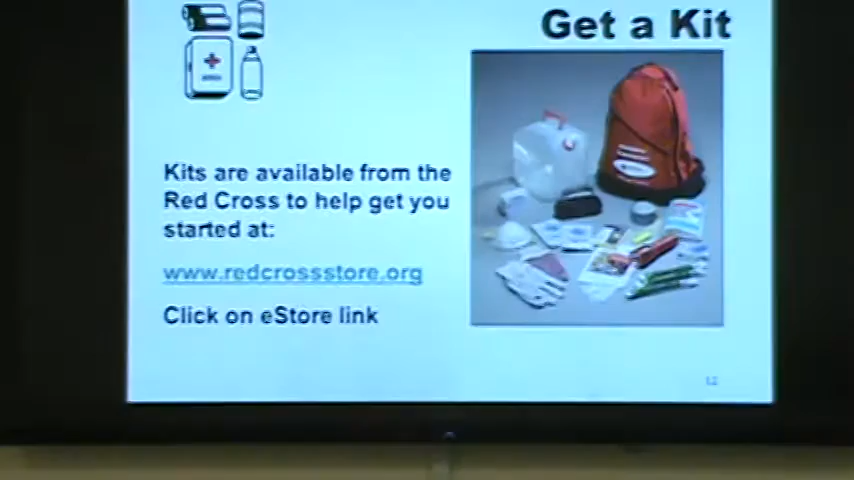 Get a Kit
Kits are available from the
Red Cross to help get you
started at:
www.redcrossstore.org
Click on eStore link
12